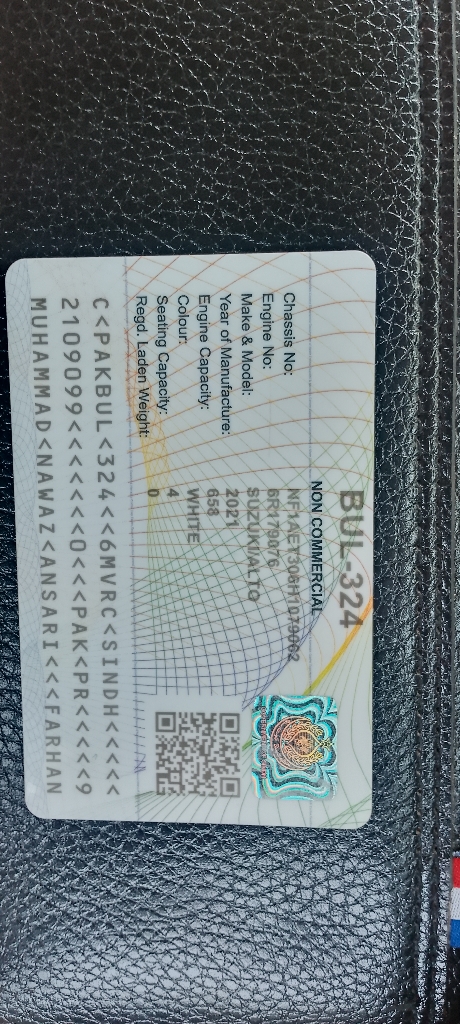 BUL-324
NON COMMERCIAL
Chassis No:
Engine No: 6R179976
Make & Model: SUZUKI/ALTO
Year of Manufacture: 2021
Engine Capacity: 658
Colour: WHITE
Seating Capacity: 4
Regd. Laden Weight: 0
C<PAKBUL<324<<6MVRC<SINDH<<<<<
2109099<<<<<<<0<<<PAK<PR<<<<<9
MUHAMMAD<NAWAZ<ANSARI<<<FARHAN